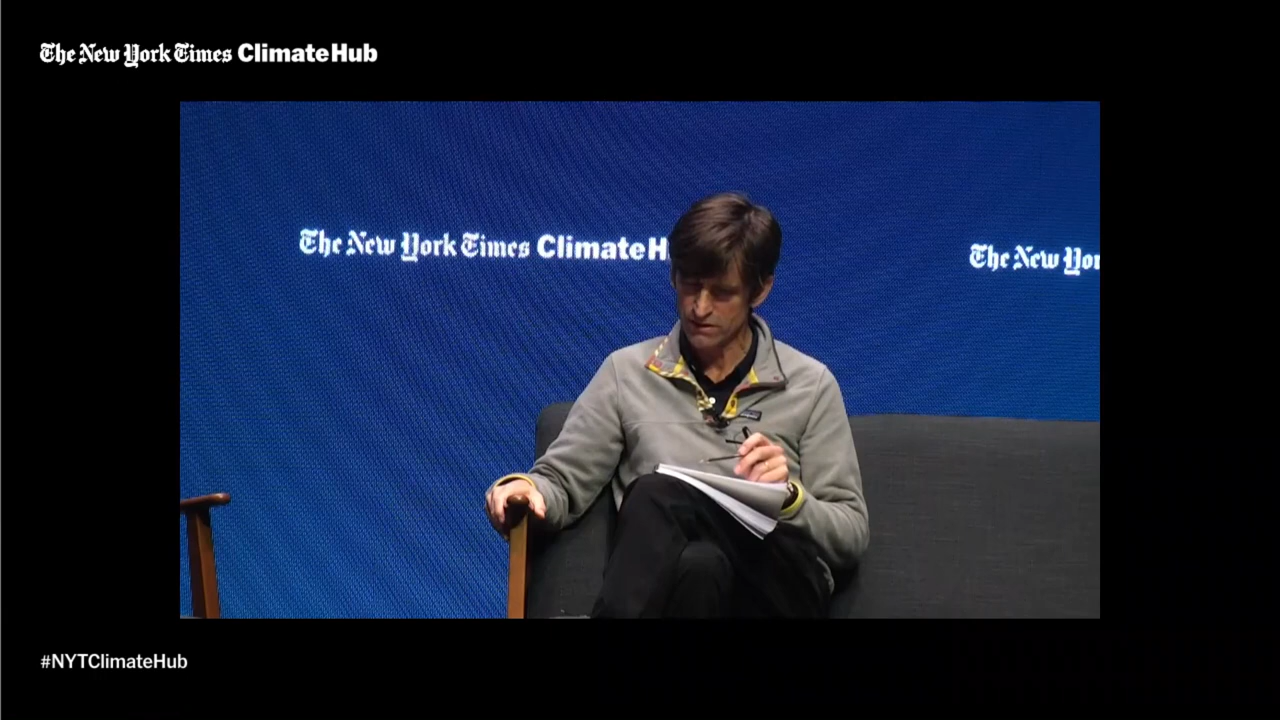 The New York Times Climate Hub
The New York Times Climate H
The New Yor
#NYTClimateHub